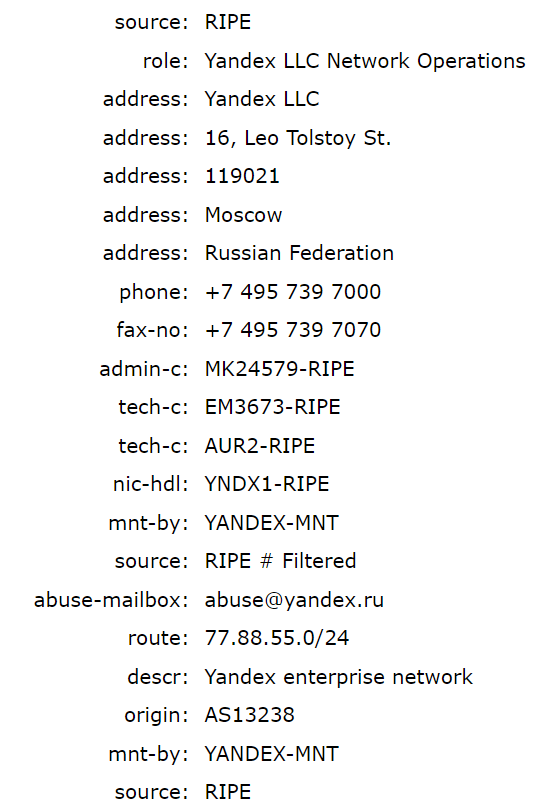 source: RIPE
role: Yandex LLC Network Operations
address: Yandex LLC
address: 16, Leo Tolstoy St.
address: 119021
address: Moscow
address: Russian Federation
phone: +7 495 739 7000
fax-no: +7 495 739 7070
admin-c: MK24579-RIPE
tech-c: EM3673-RIPE
tech-c: AUR2-RIPE
nic-hdl: YNDX1-RIPE
mnt-by: YANDEX-MNT
source: RIPE # Filtered
abuse-mailbox: abuse@yandex.ru
route: 77.88.55.0/24
descr: Yandex enterprise network
origin: AS13238
mnt-by: YANDEX-MNT
source: RIPE